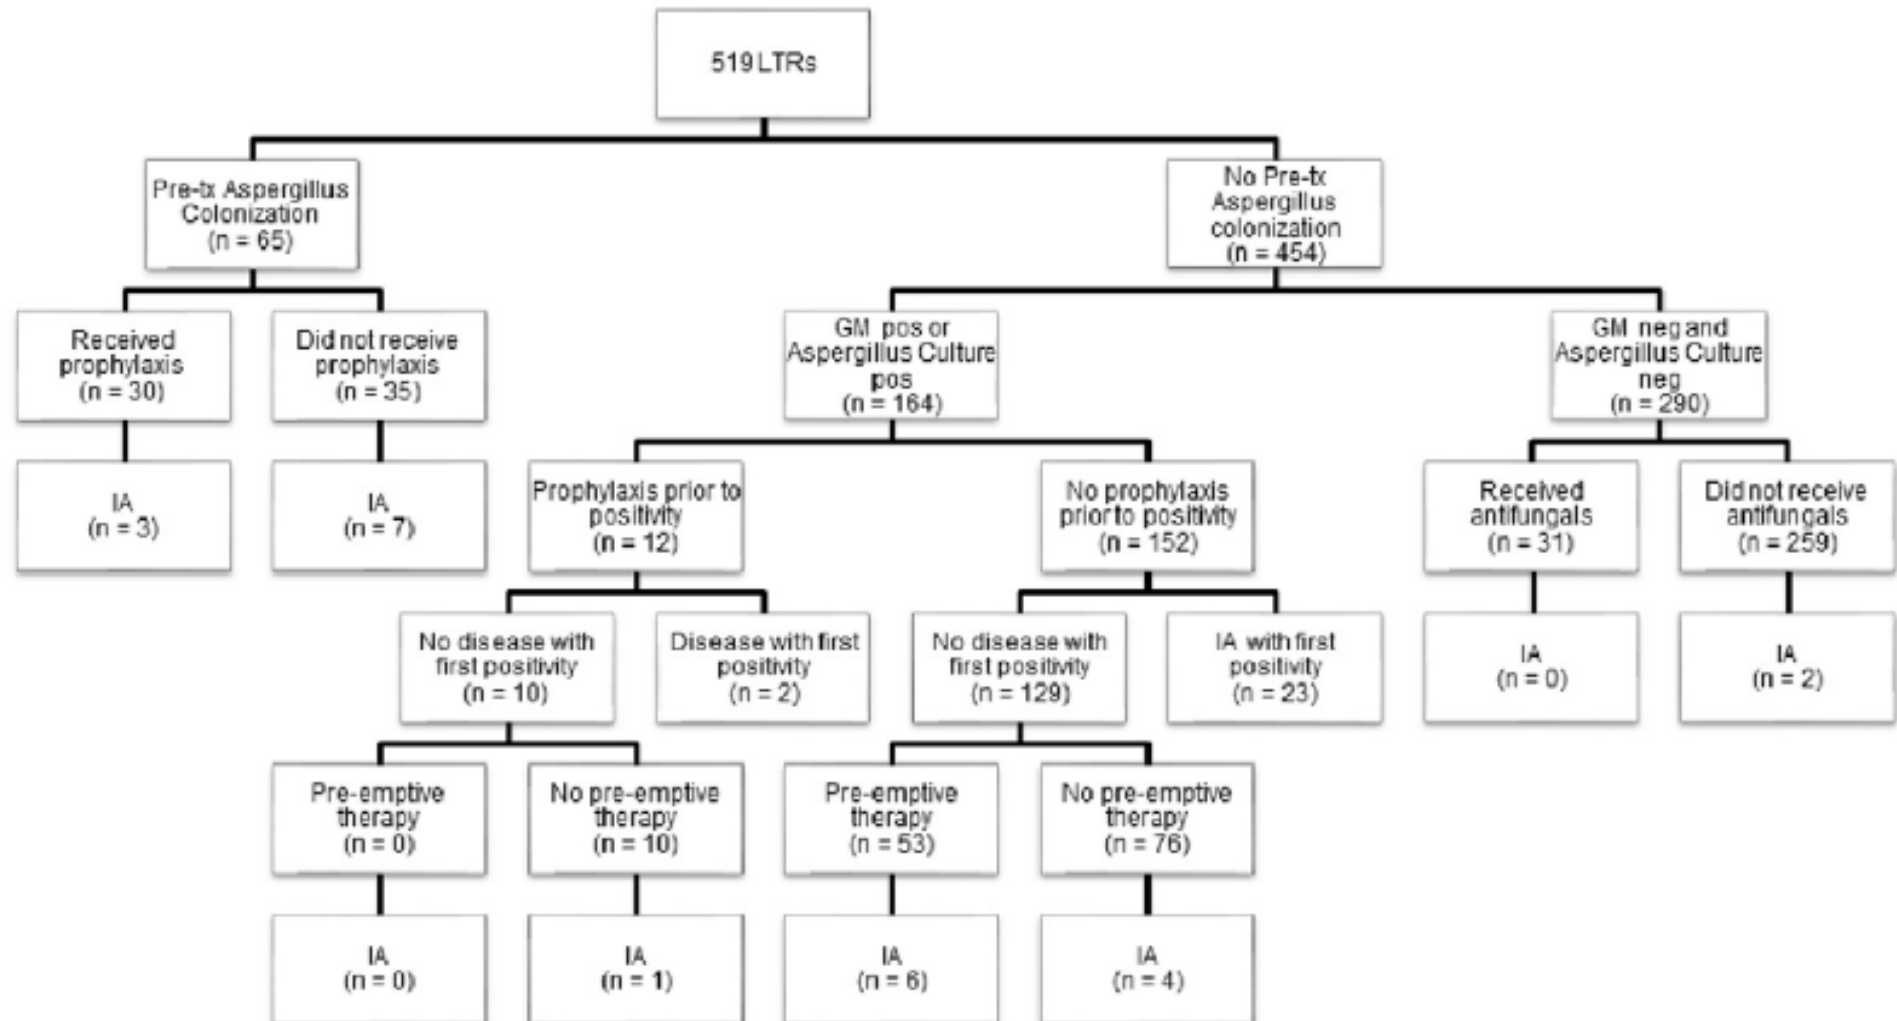 519 LTRs
Pre-tx Aspergillus
Colonization
(n = 65)
No Pre-tx
Aspergillus
colonization
(n = 454)
Received
prophylaxis
(n = 30)
Did not receive
prophylaxis
(n = 35)
GM pos or
Aspergillus Culture
pos
(n = 164)
GM neg and
Aspergillus Culture
neg
(n = 290)
IA
(n = 3)
IA
(n = 7)
Prophylaxis prior to
positivity
(n = 12)
No prophylaxis
prior to positivity
(n = 152)
Received
antifungals
(n = 31)
Did not receive
antifungals
(n = 259)
No disease with
first positivity
(n = 10)
Disease with first
positivity
(n = 2)
No disease with
first positivity
(n = 129)
IA with first
positivity
(n = 23)
IA
(n = 0)
IA
(n = 2)
Pre-emptive
therapy
(n = 0)
No pre-emptive
therapy
(n = 10)
Pre-emptive
therapy
(n = 53)
No pre-emptive
therapy
(n = 76)
IA
(n = 0)
IA
(n = 1)
IA
(n = 6)
IA
(n = 4)